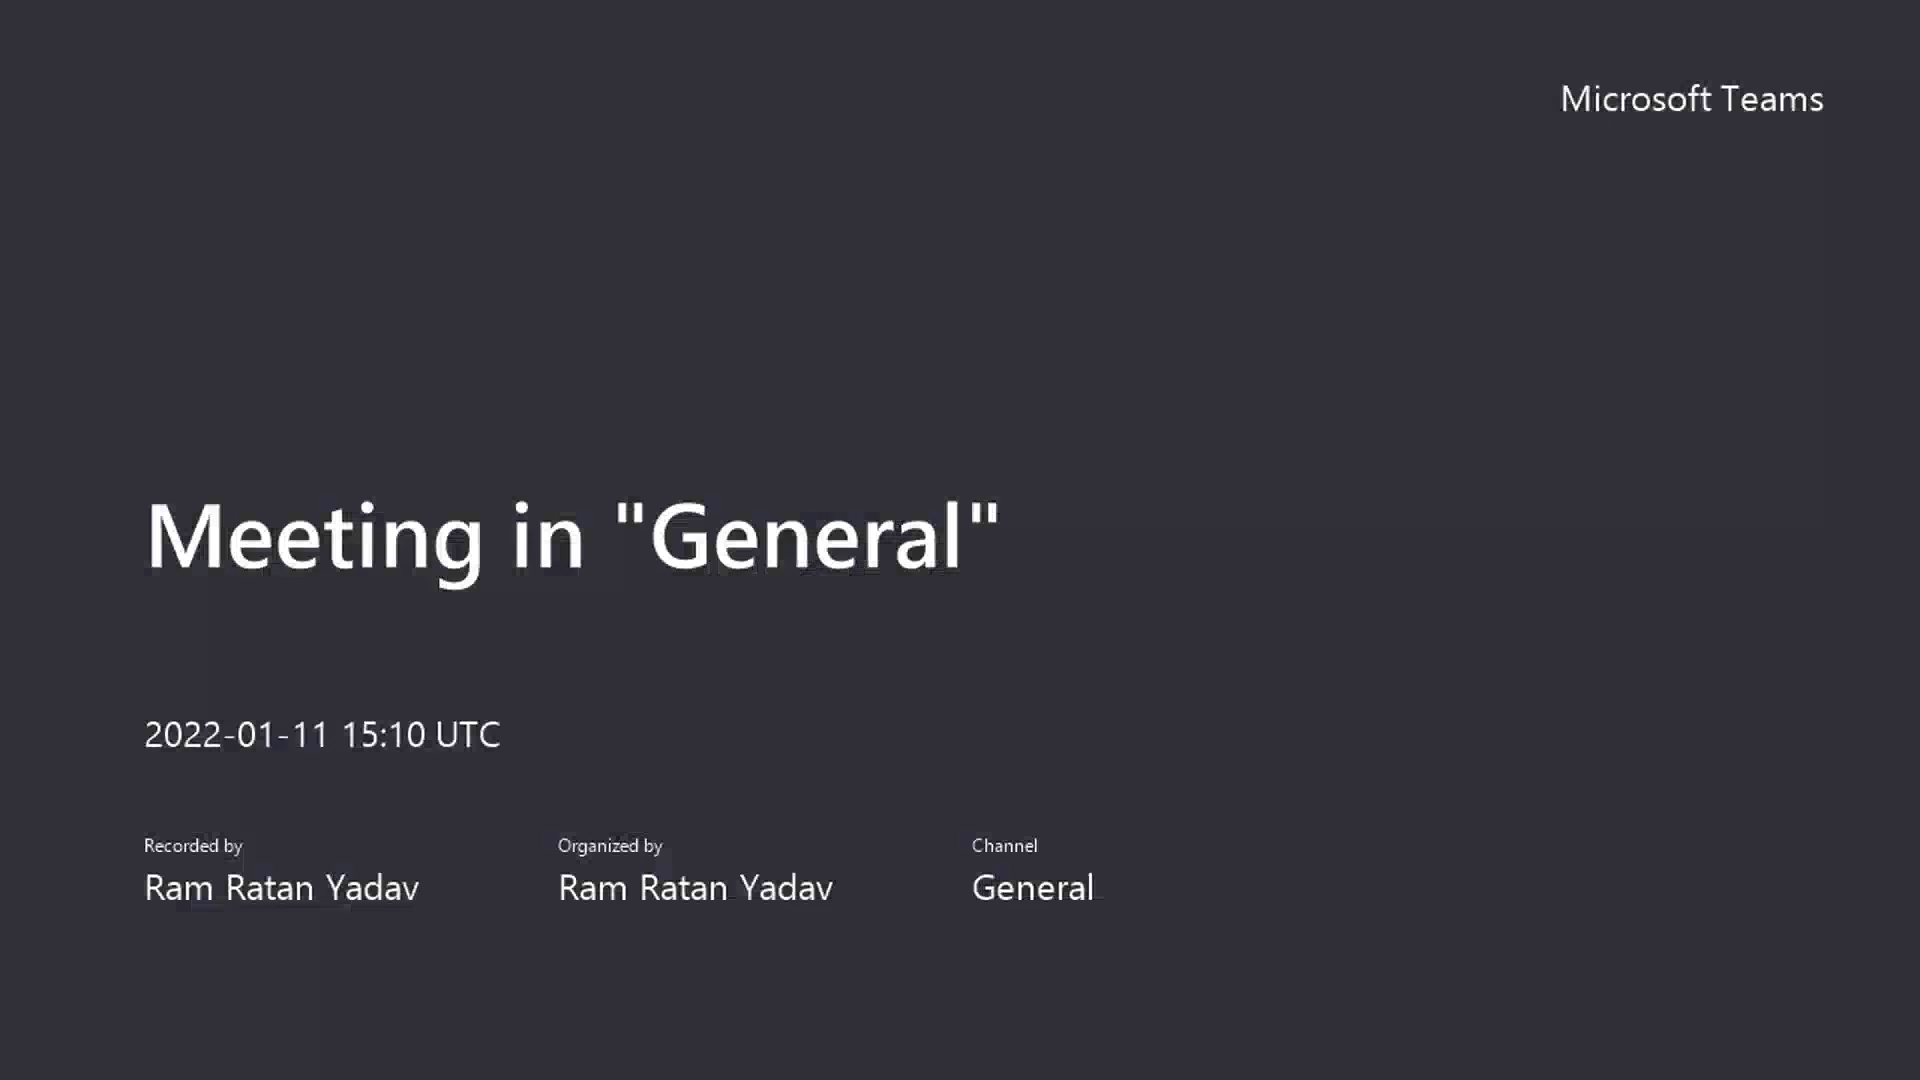 Microsoft Teams
Meeting in "General"
2022-01-11 15:10 UTC
Recorded by
Ram Ratan Yadav
Organized by
Ram Ratan Yadav
Channel
General